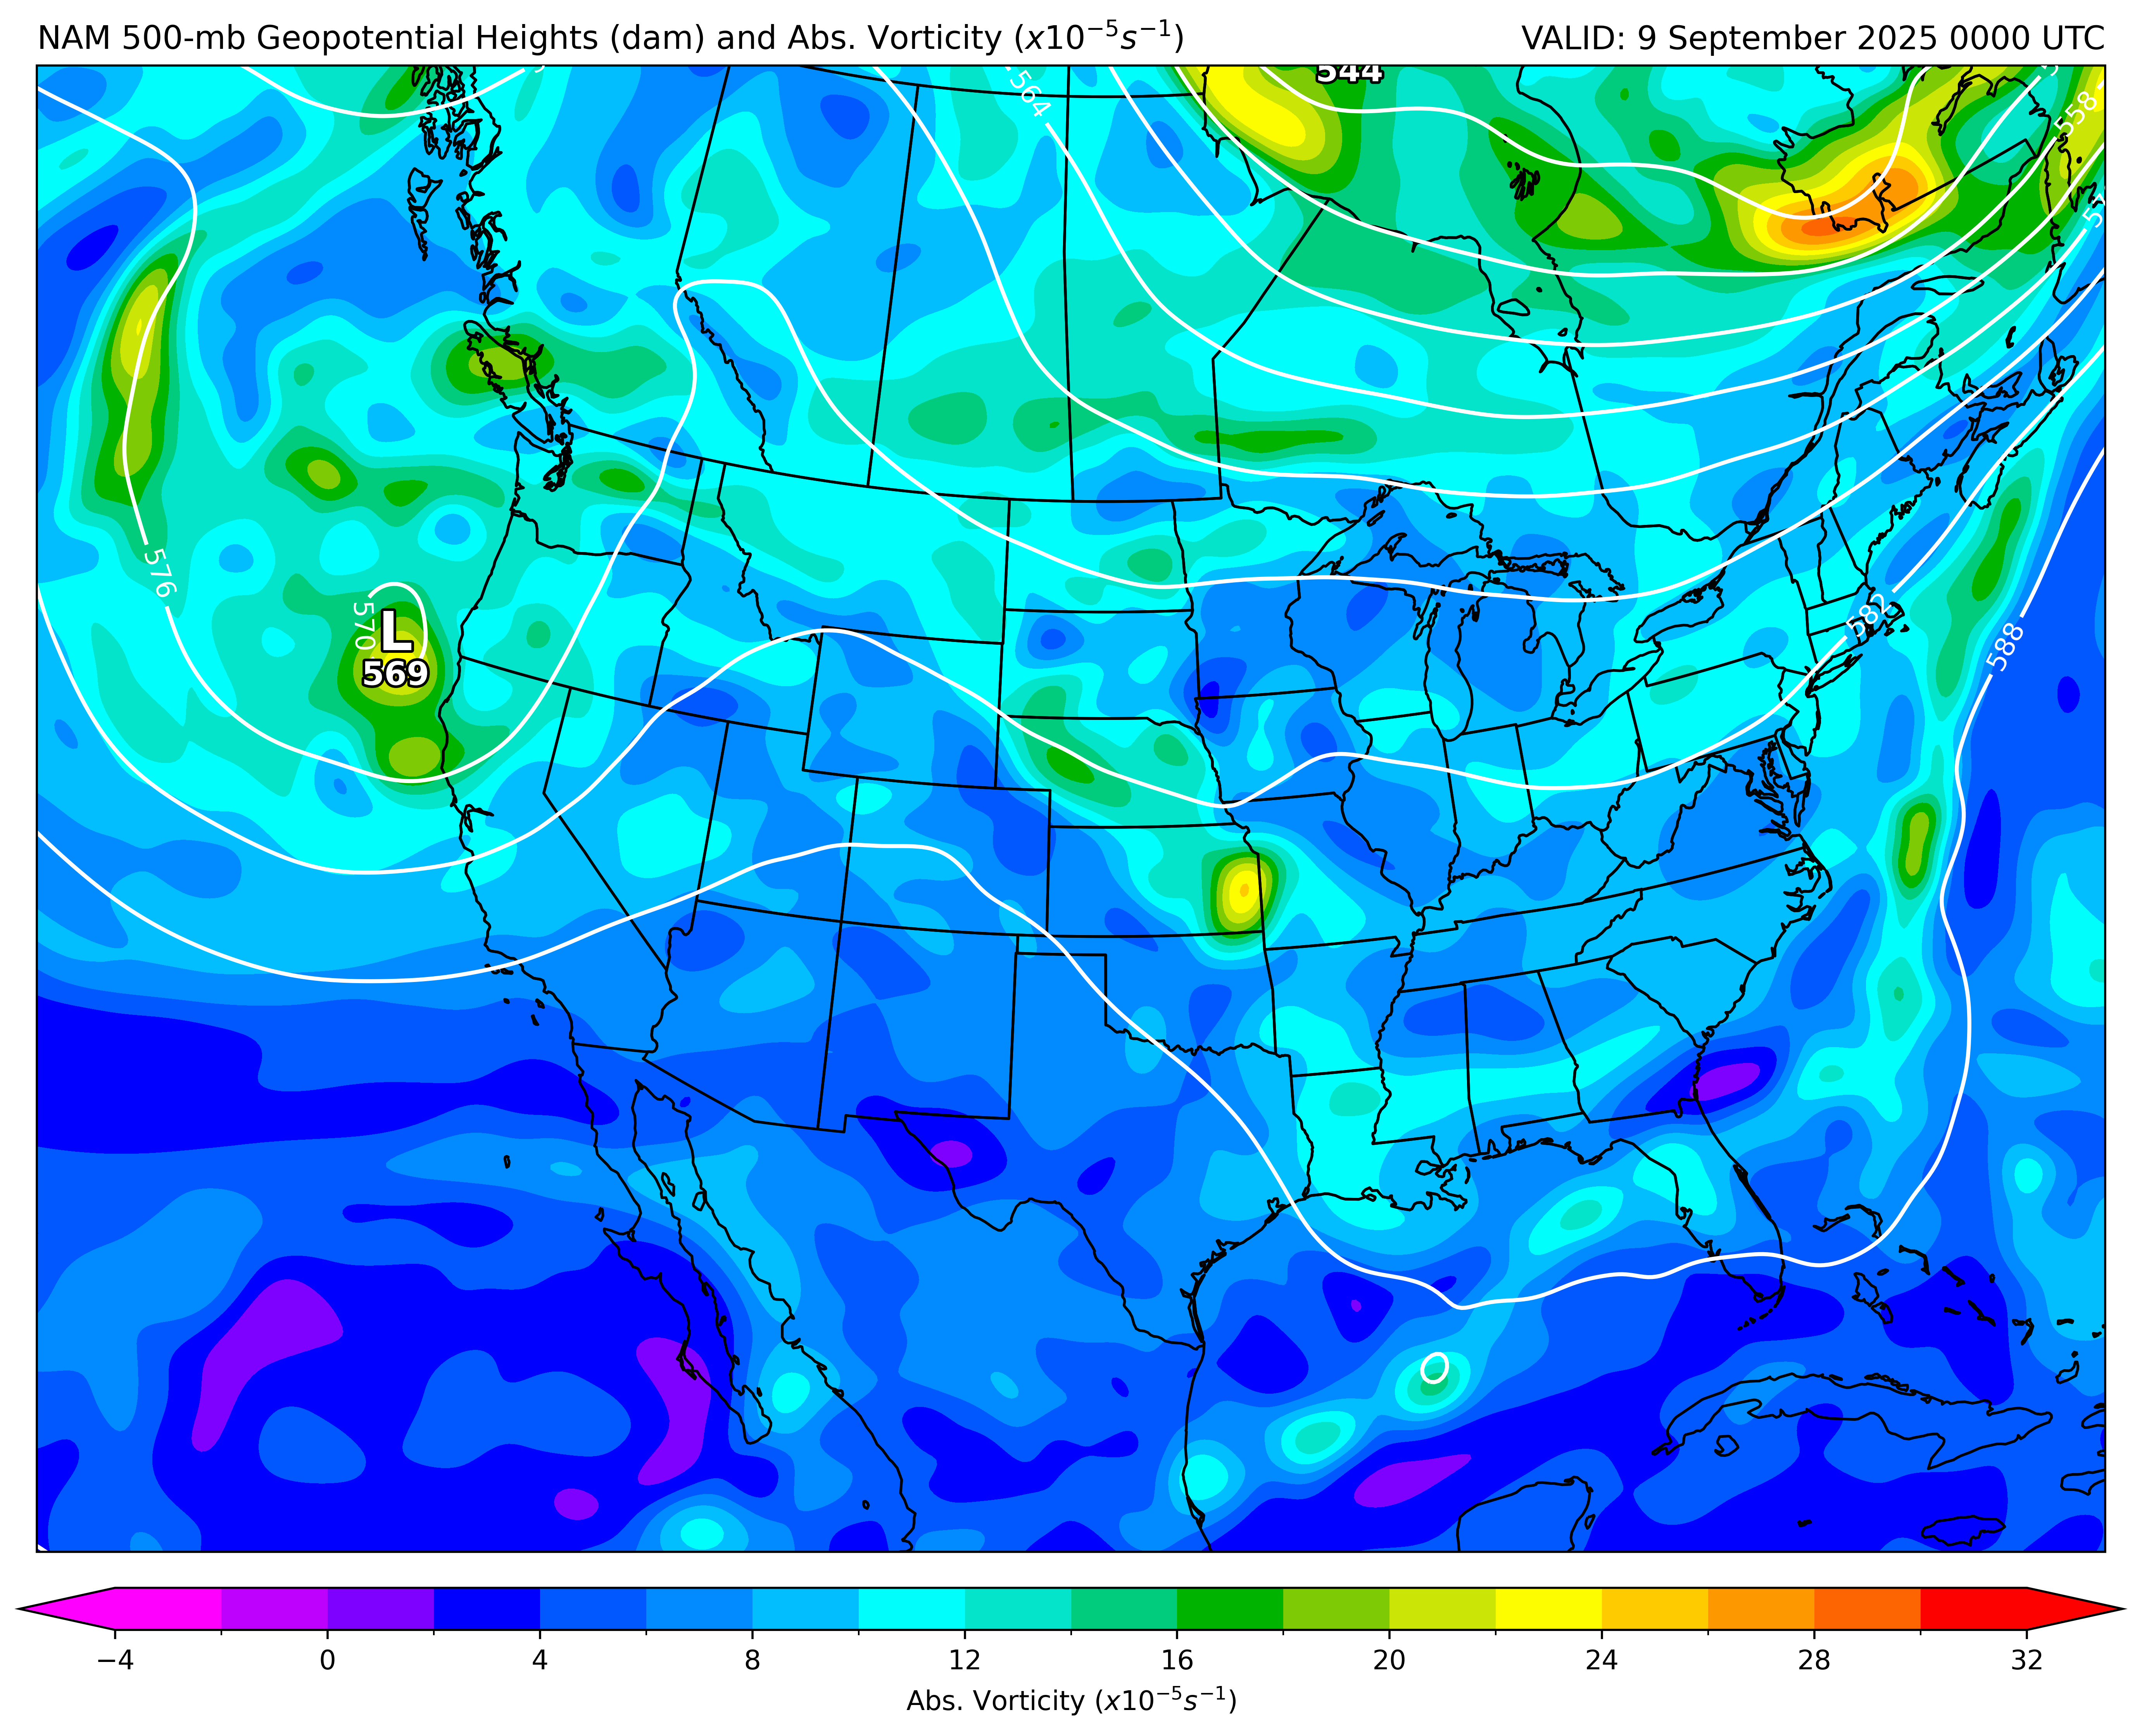 NAM 500-mb Geopotential Heights (dam) and Abs. Vorticity (x10⁻⁵s⁻¹)
VALID: 9 September 2025 0000 UTC
544
564
558
576
570
L
569
582
588
−4 0 4 8 12 16 20 24 28 32
Abs. Vorticity (x10⁻⁵s⁻¹)